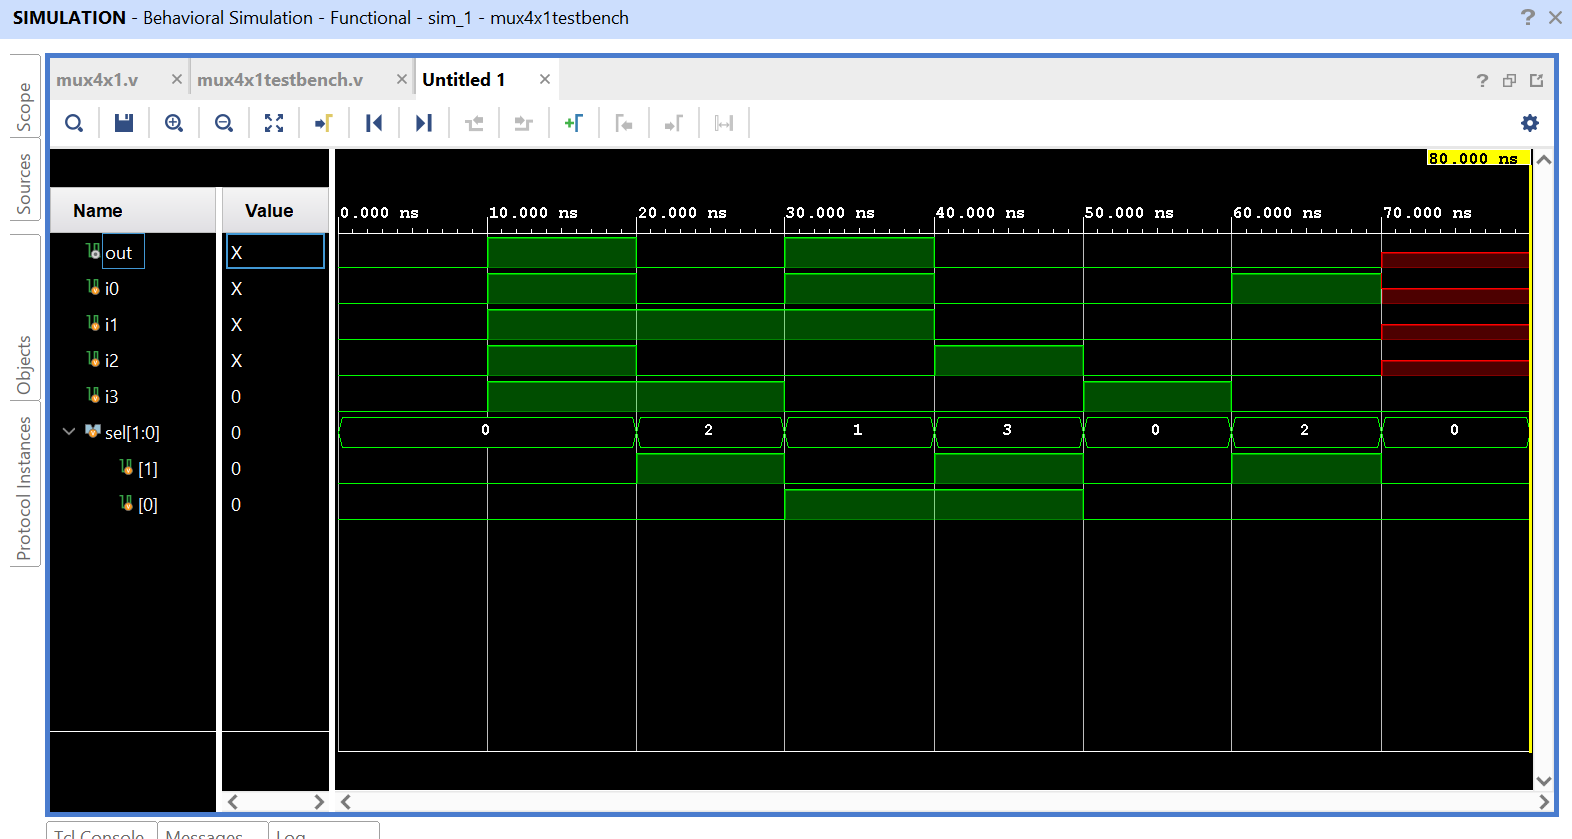 SIMULATION - Behavioral Simulation - Functional - sim_1 - mux4x1testbench
mux4x1.v
mux4x1testbench.v
Untitled 1
Scope
Sources
Objects
Protocol Instances
80.000 ns
Name
Value
0.000 ns
10.000 ns
20.000 ns
30.000 ns
40.000 ns
50.000 ns
60.000 ns
70.000 ns
out X
i0 X
i1 X
i2 X
i3 0
sel[1:0] 0 0 2 1 3 0 2 0
[1] 0
[0] 0
Tcl Console
Messages
Log